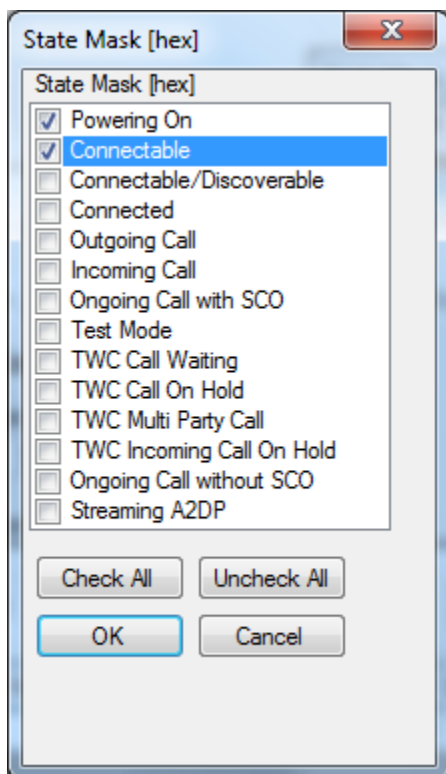 State Mask [hex]
State Mask [hex]
Powering On
Connectable
Connectable/Discoverable
Connected
Outgoing Call
Incoming Call
Ongoing Call with SCO
Test Mode
TWC Call Waiting
TWC Call On Hold
TWC Multi Party Call
TWC Incoming Call On Hold
Ongoing Call without SCO
Streaming A2DP
Check All Uncheck All
OK Cancel